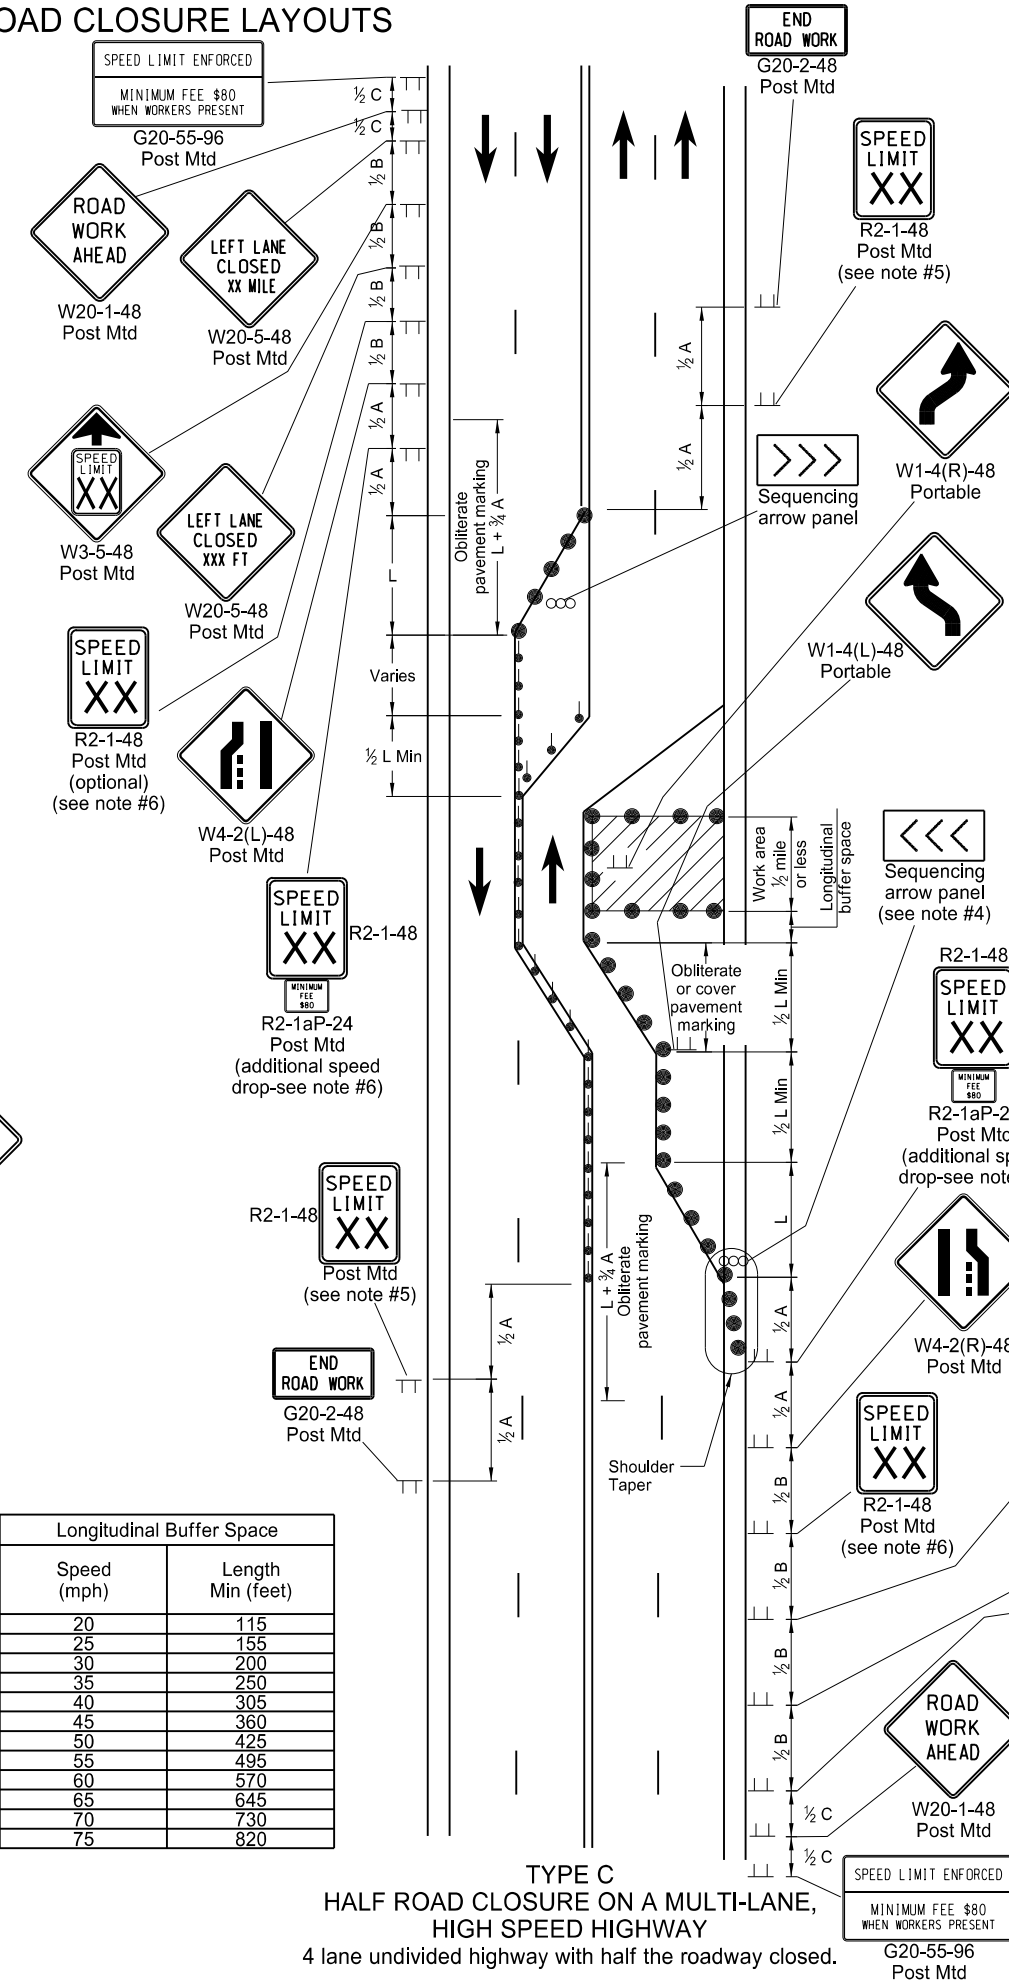 OAD CLOSURE LAYOUTS
SPEED LIMIT ENFORCED
MINIMUM FEE $80
WHEN WORKERS PRESENT
G20-55-96
Post Mtd
ROAD
WORK
AHEAD
W20-1-48
Post Mtd
LEFT LANE
CLOSED
XX MILE
W20-5-48
Post Mtd
SPEED
LIMIT
XX
W3-5-48
Post Mtd
LEFT LANE
CLOSED
XXX FT
W20-5-48
Post Mtd
SPEED
LIMIT
XX
R2-1-48
Post Mtd
(optional)
(see note #6)
W4-2(L)-48
Post Mtd
SPEED
LIMIT
XX
R2-1-48
MINIMUM
FEE
$80
R2-1aP-24
Post Mtd
(additional speed
drop-see note #6)
R2-1-48
SPEED
LIMIT
XX
Post Mtd
(see note #5)
END
ROAD WORK
G20-2-48
Post Mtd
½ C
½ C
½ B
½ B
½ B
½ B
½ A
½ A
L
Varies
½ L Min
Obliterate
pavement marking
L + ¾ A
½ A
½ A
L + ¾ A
Obliterate
pavement marking
END
ROAD WORK
G20-2-48
Post Mtd
SPEED
LIMIT
XX
R2-1-48
Post Mtd
(see note #5)
½ A
½ A
Sequencing
arrow panel
W1-4(R)-48
Portable
W1-4(L)-48
Portable
Work area
½ mile
or less
Longitudinal
buffer space
Sequencing
arrow panel
(see note #4)
Obliterate
or cover
pavement
marking
½ L Min
½ L Min
L
½ A
½ A
½ B
½ B
½ B
½ B
½ C
½ C
R2-1-48
SPEED
LIMIT
XX
MINIMUM
FEE
$80
R2-1aP-2
Post Mtd
(additional sp
drop-see note
W4-2(R)-48
Post Mtd
Shoulder
Taper
SPEED
LIMIT
XX
R2-1-48
Post Mtd
(see note #6)
ROAD
WORK
AHEAD
W20-1-48
Post Mtd
SPEED LIMIT ENFORCED
MINIMUM FEE $80
WHEN WORKERS PRESENT
G20-55-96
Post Mtd
Longitudinal Buffer Space
Speed (mph) Length Min (feet)
20 115
25 155
30 200
35 250
40 305
45 360
50 425
55 495
60 570
65 645
70 730
75 820
TYPE C
HALF ROAD CLOSURE ON A MULTI-LANE,
HIGH SPEED HIGHWAY
4 lane undivided highway with half the roadway closed.